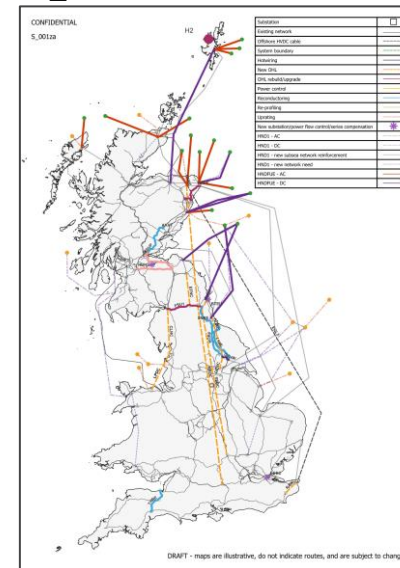 CONFIDENTIAL
S_001za
H2
Substation
Existing network
Offshore HVDC cable
System boundary
Hotwiring
New OHL
OHL rebuild/upgrade
Power control
Reconductoring
Re-profiling
Uprating
New substation/power flow control/series compensation
HND1 - AC
HND1 - DC
HND1 - new subsea network reinforcement
HND1 - new network need
HNDFUE - AC
HNDFUE - DC
DRAFT - maps are illustrative, do not indicate routes, and are subject to chang